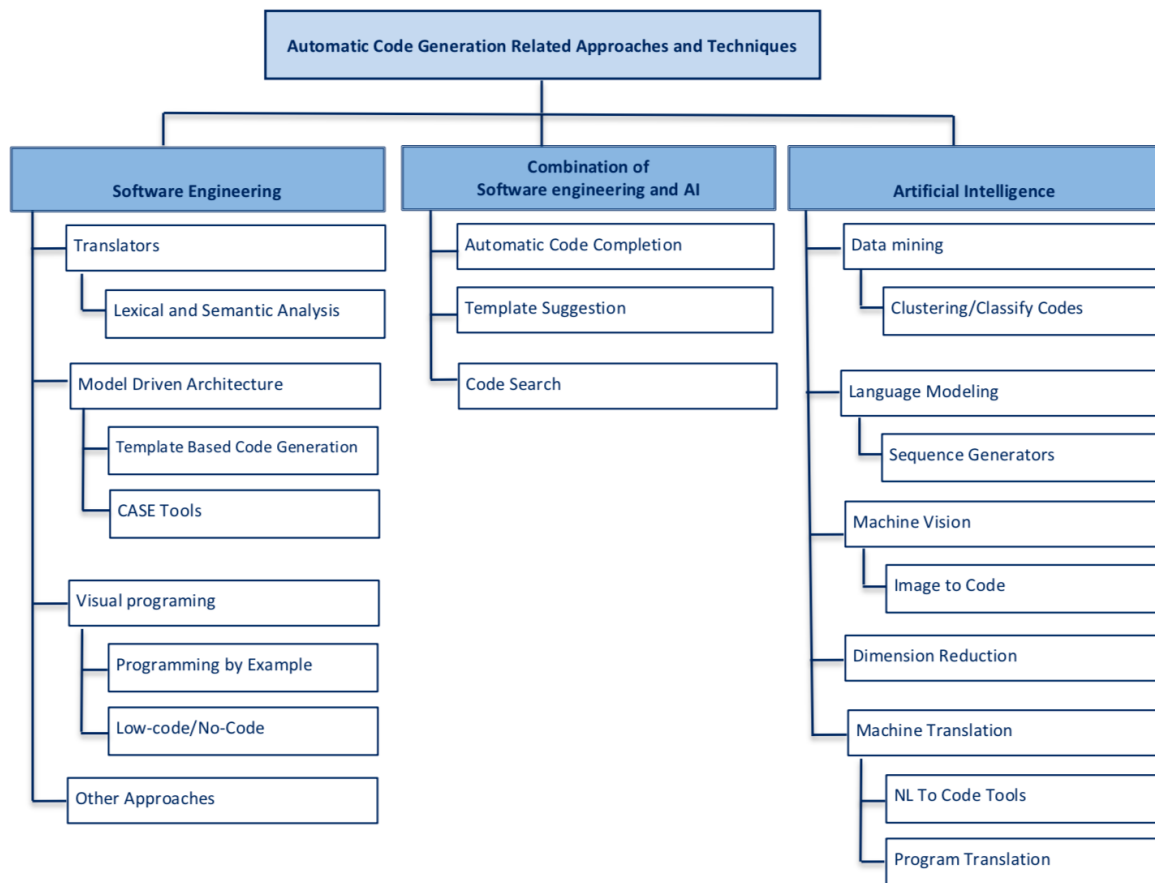 Automatic Code Generation Related Approaches and Techniques
Software Engineering
Translators
Lexical and Semantic Analysis
Model Driven Architecture
Template Based Code Generation
CASE Tools
Visual programing
Programming by Example
Low-code/No-Code
Other Approaches
Combination of
Software engineering and AI
Automatic Code Completion
Template Suggestion
Code Search
Artificial Intelligence
Data mining
Clustering/Classify Codes
Language Modeling
Sequence Generators
Machine Vision
Image to Code
Dimension Reduction
Machine Translation
NL To Code Tools
Program Translation